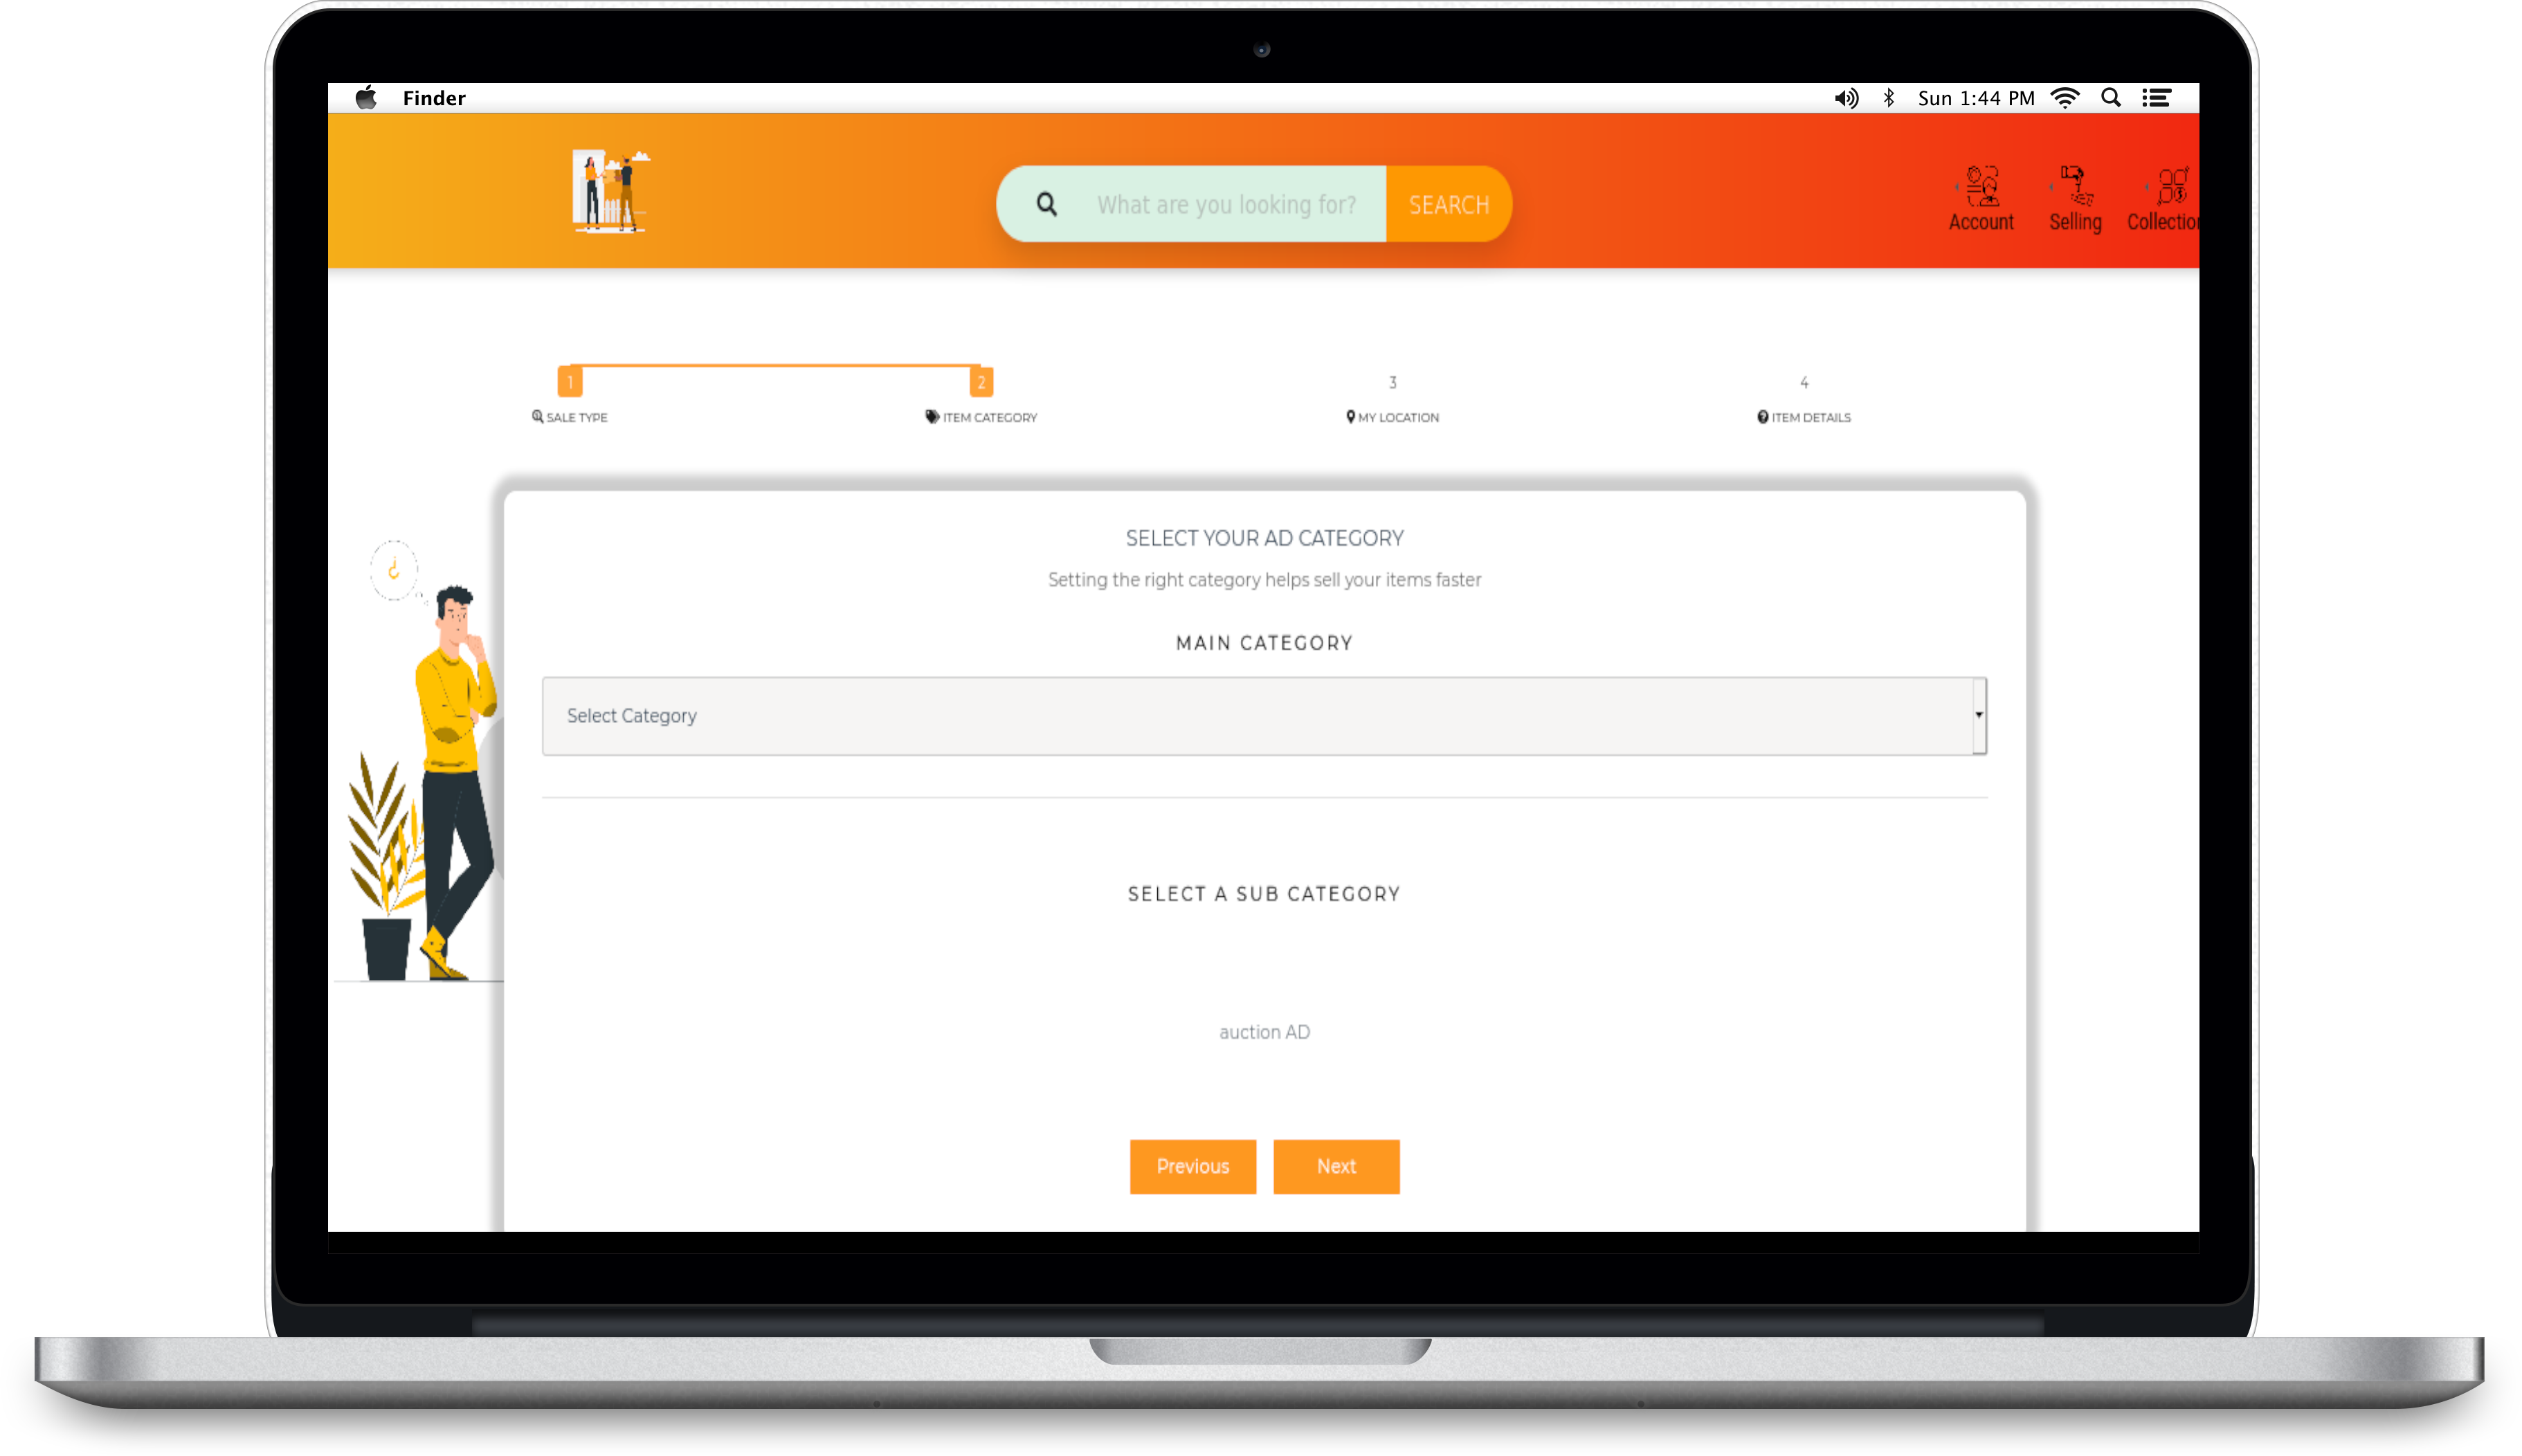 Finder
Sun 1:44 PM
What are you looking for?
SEARCH
Account
Selling
Collection
1
2
3
4
SALE TYPE
ITEM CATEGORY
MY LOCATION
ITEM DETAILS
SELECT YOUR AD CATEGORY
Setting the right category helps sell your items faster
MAIN CATEGORY
Select Category
SELECT A SUB CATEGORY
auction AD
Previous
Next